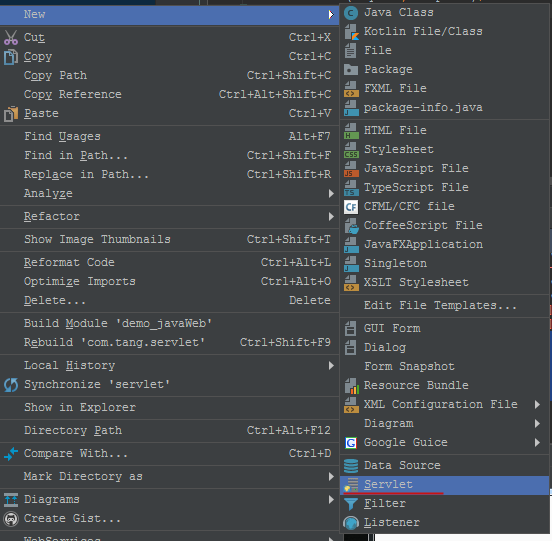 New
Cut Ctrl+X
Copy Ctrl+C
Copy Path Ctrl+Shift+C
Copy Reference Ctrl+Alt+Shift+C
Paste Ctrl+V
Find Usages Alt+F7
Find in Path... Ctrl+Shift+F
Replace in Path... Ctrl+Shift+R
Analyze
Refactor
Show Image Thumbnails Ctrl+Shift+T
Reformat Code Ctrl+Alt+L
Optimize Imports Ctrl+Alt+O
Delete... Delete
Build Module 'demo_javaWeb'
Rebuild 'com.tang.servlet' Ctrl+Shift+F9
Local History
Synchronize 'servlet'
Show in Explorer
Directory Path Ctrl+Alt+F12
Compare With... Ctrl+D
Mark Directory as
Diagrams
Create Gist...
WebServices
Java Class
Kotlin File/Class
File
Package
FXML File
package-info.java
HTML File
Stylesheet
JavaScript File
TypeScript File
CFML/CFC file
CoffeeScript File
JavaFXApplication
Singleton
XSLT Stylesheet
Edit File Templates...
GUI Form
Dialog
Form Snapshot
Resource Bundle
XML Configuration File
Diagram
Google Guice
Data Source
Servlet
Filter
Listener